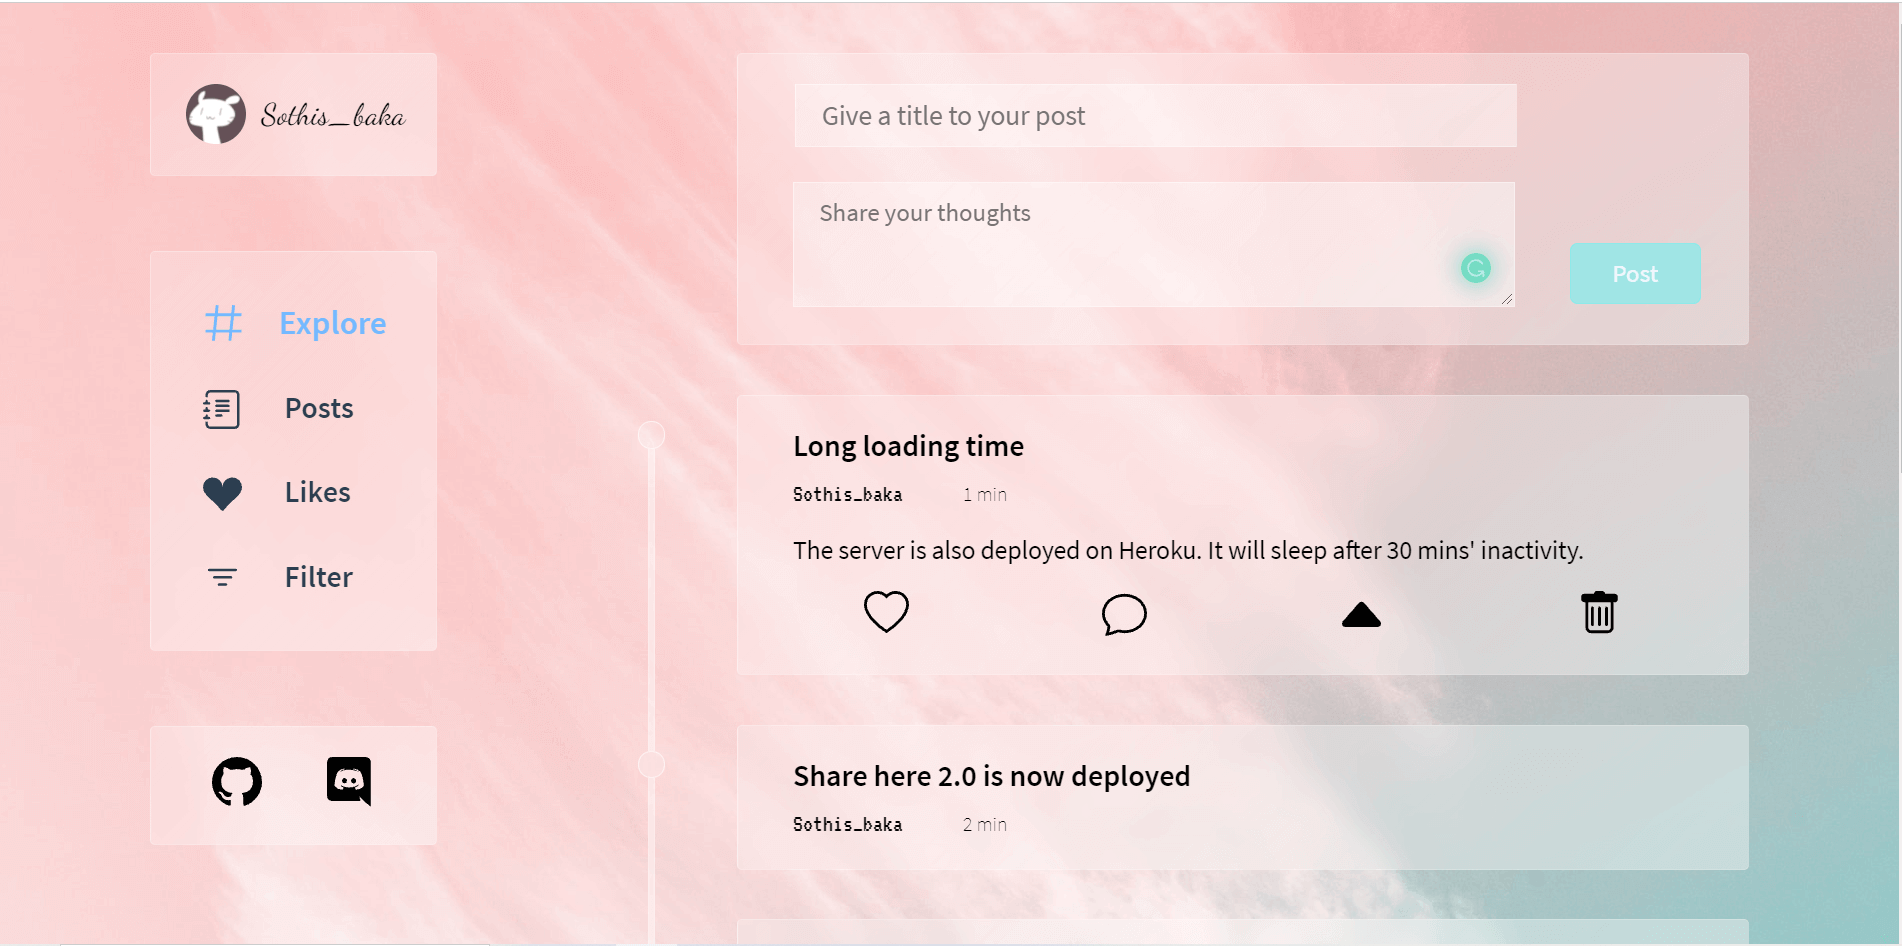 Sothis_baka
Explore
Posts
Likes
Filter
Give a title to your post
Share your thoughts
Post
Long loading time
Sothis_baka 1 min
The server is also deployed on Heroku. It will sleep after 30 mins' inactivity.
Share here 2.0 is now deployed
Sothis_baka 2 min